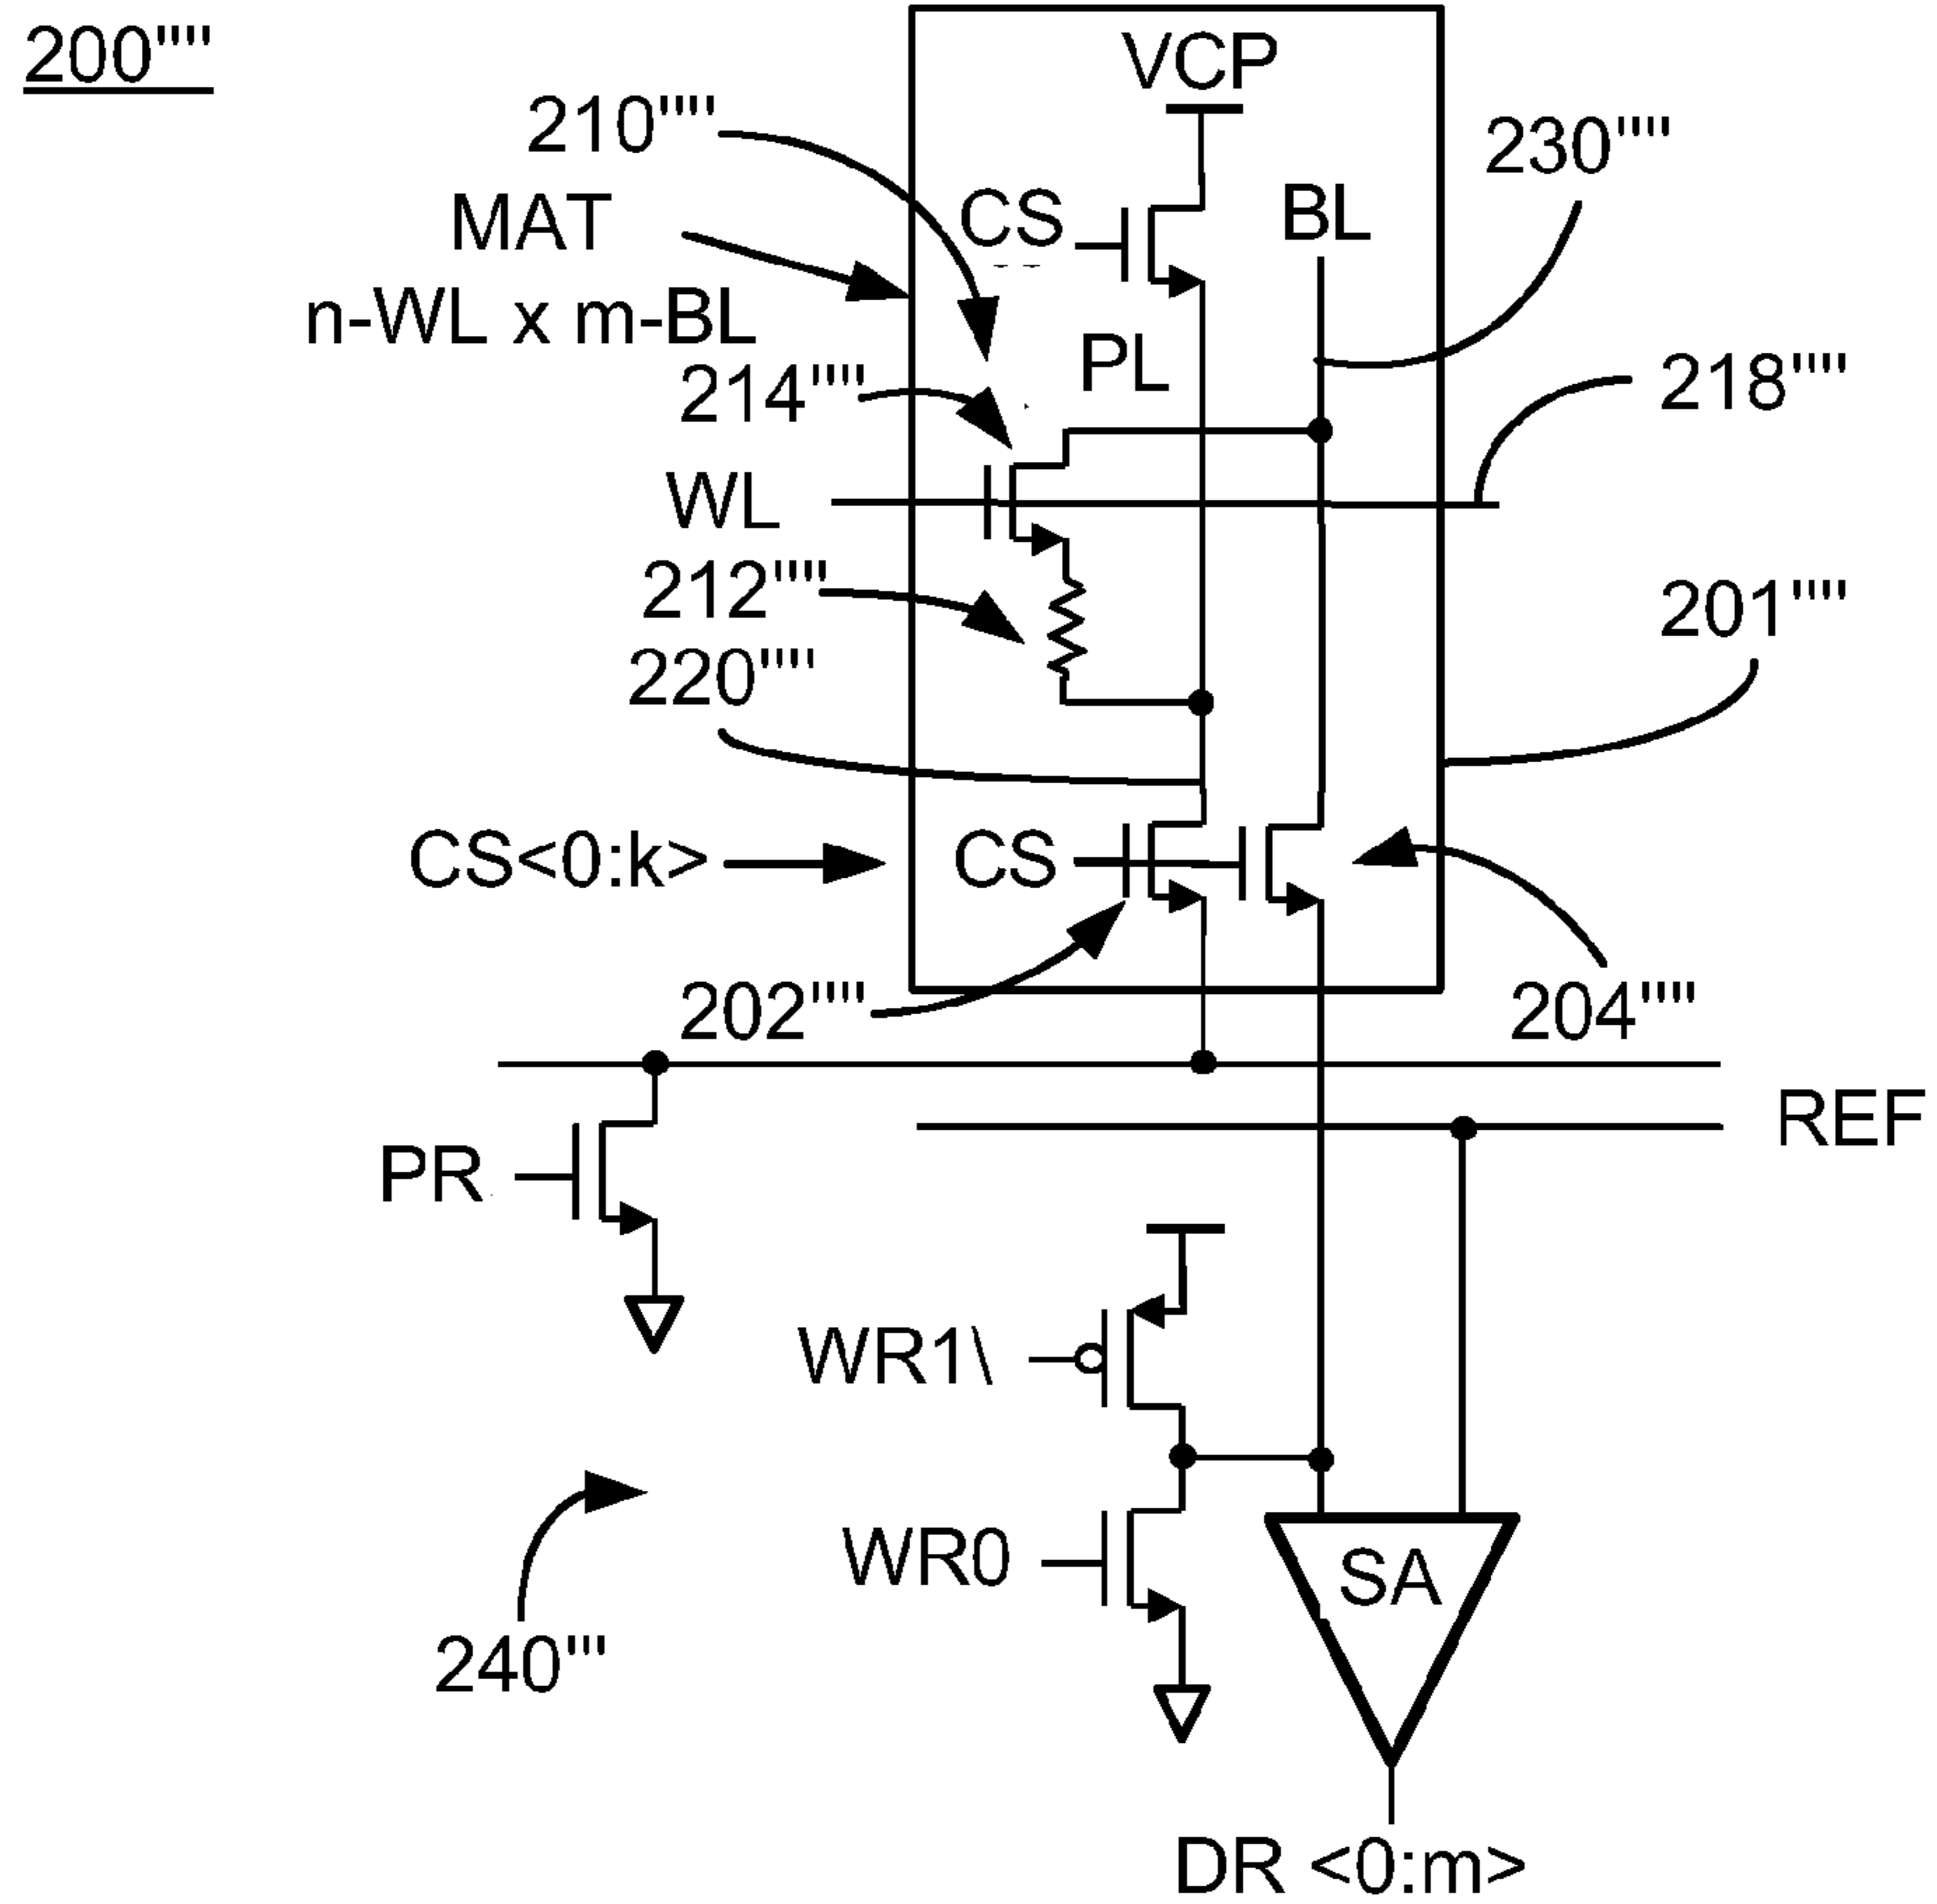 200""
VCP
210""
230""
MAT
CS
BL
n-WL x m-BL
PL
214""
218""
WL
212""
201""
220""
CS<0:k>
CS
202""
204""
REF
PR
WR1\
WR0
SA
240"'
DR <0:m>